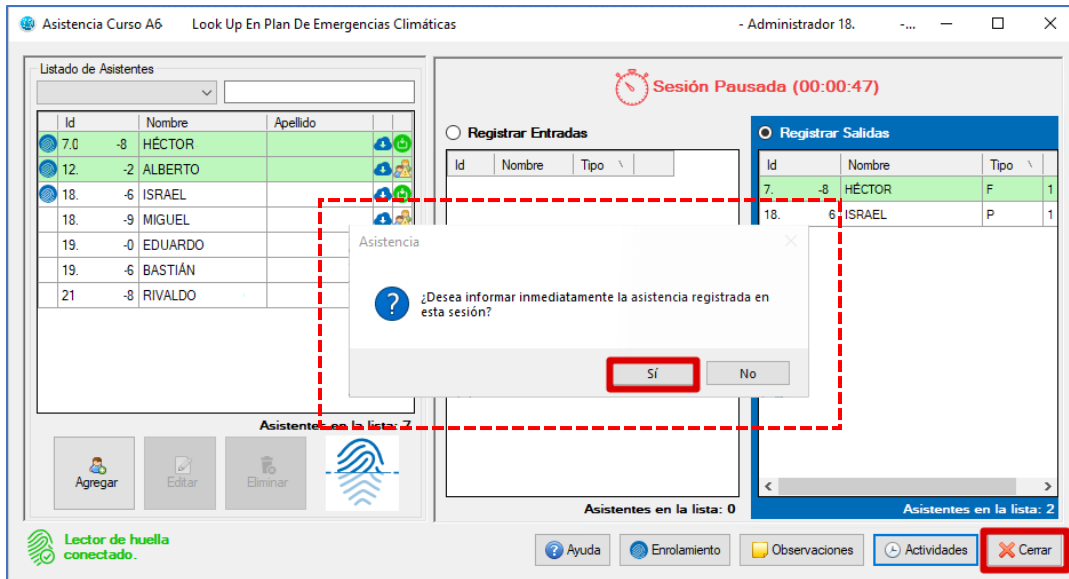 Asistencia Curso A6 Look Up En Plan De Emergencias Climáticas - Administrador 18. -...
Listado de Asistentes
Id Nombre Apellido
7.0 -8 HÉCTOR
12. -2 ALBERTO
18. -6 ISRAEL
18. -9 MIGUEL
19. -0 EDUARDO
19. -6 BASTIÁN
21 -8 RIVALDO
Asistentes en la lista: 7
Agregar Editar Eliminar
Lector de huella
conectado.
Sesión Pausada (00:00:47)
Registrar Entradas
Id Nombre Tipo
Asistentes en la lista: 0
Registrar Salidas
Id Nombre Tipo
7. -8 HÉCTOR F 1
18. 6 ISRAEL P 1
Asistentes en la lista: 2
Asistencia
¿Desea informar inmediatamente la asistencia registrada en
esta sesión?
Sí No
Ayuda Enrolamiento Observaciones Actividades Cerrar